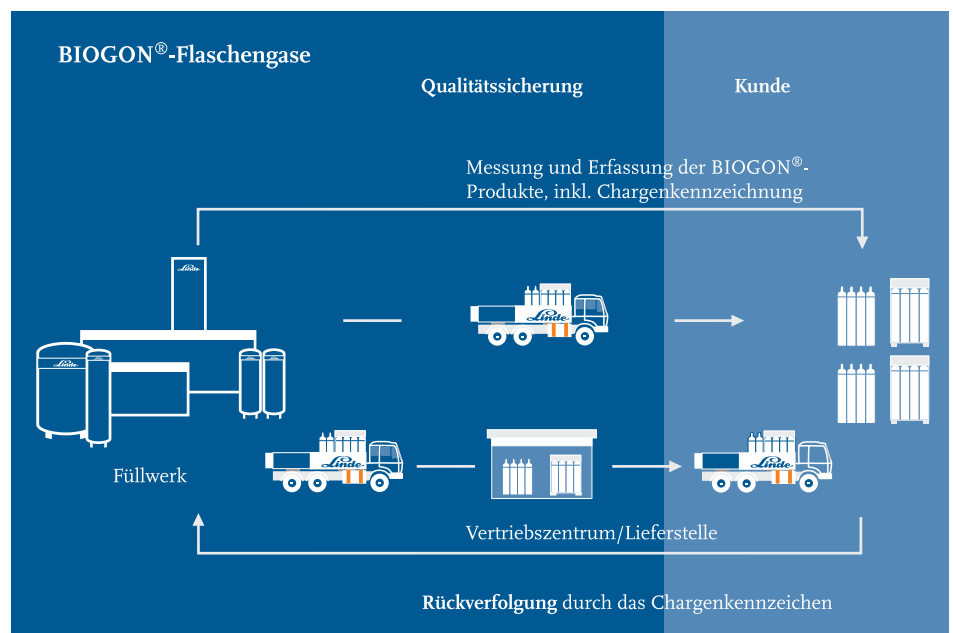 BIOGON®-Flaschengase
Qualitätssicherung
Kunde
Messung und Erfassung der BIOGON®-
Produkte, inkl. Chargenkennzeichnung
Linde
Linde
Linde
Linde
Linde
Füllwerk
Vertriebszentrum/Lieferstelle
Rückverfolgung durch das Chargenkennzeichen